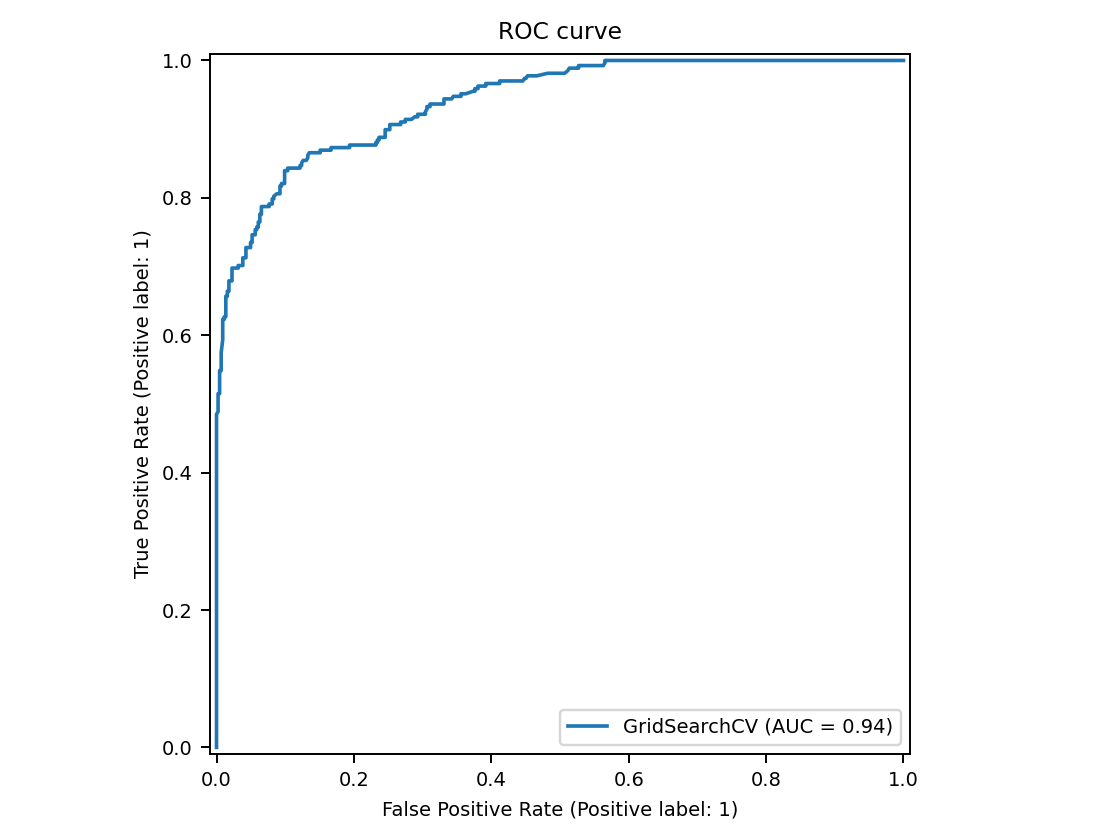 ROC curve
1.0
0.8
0.6
0.4
0.2
0.0
True Positive Rate (Positive label: 1)
GridSearchCV (AUC = 0.94)
0.0 0.2 0.4 0.6 0.8 1.0
False Positive Rate (Positive label: 1)